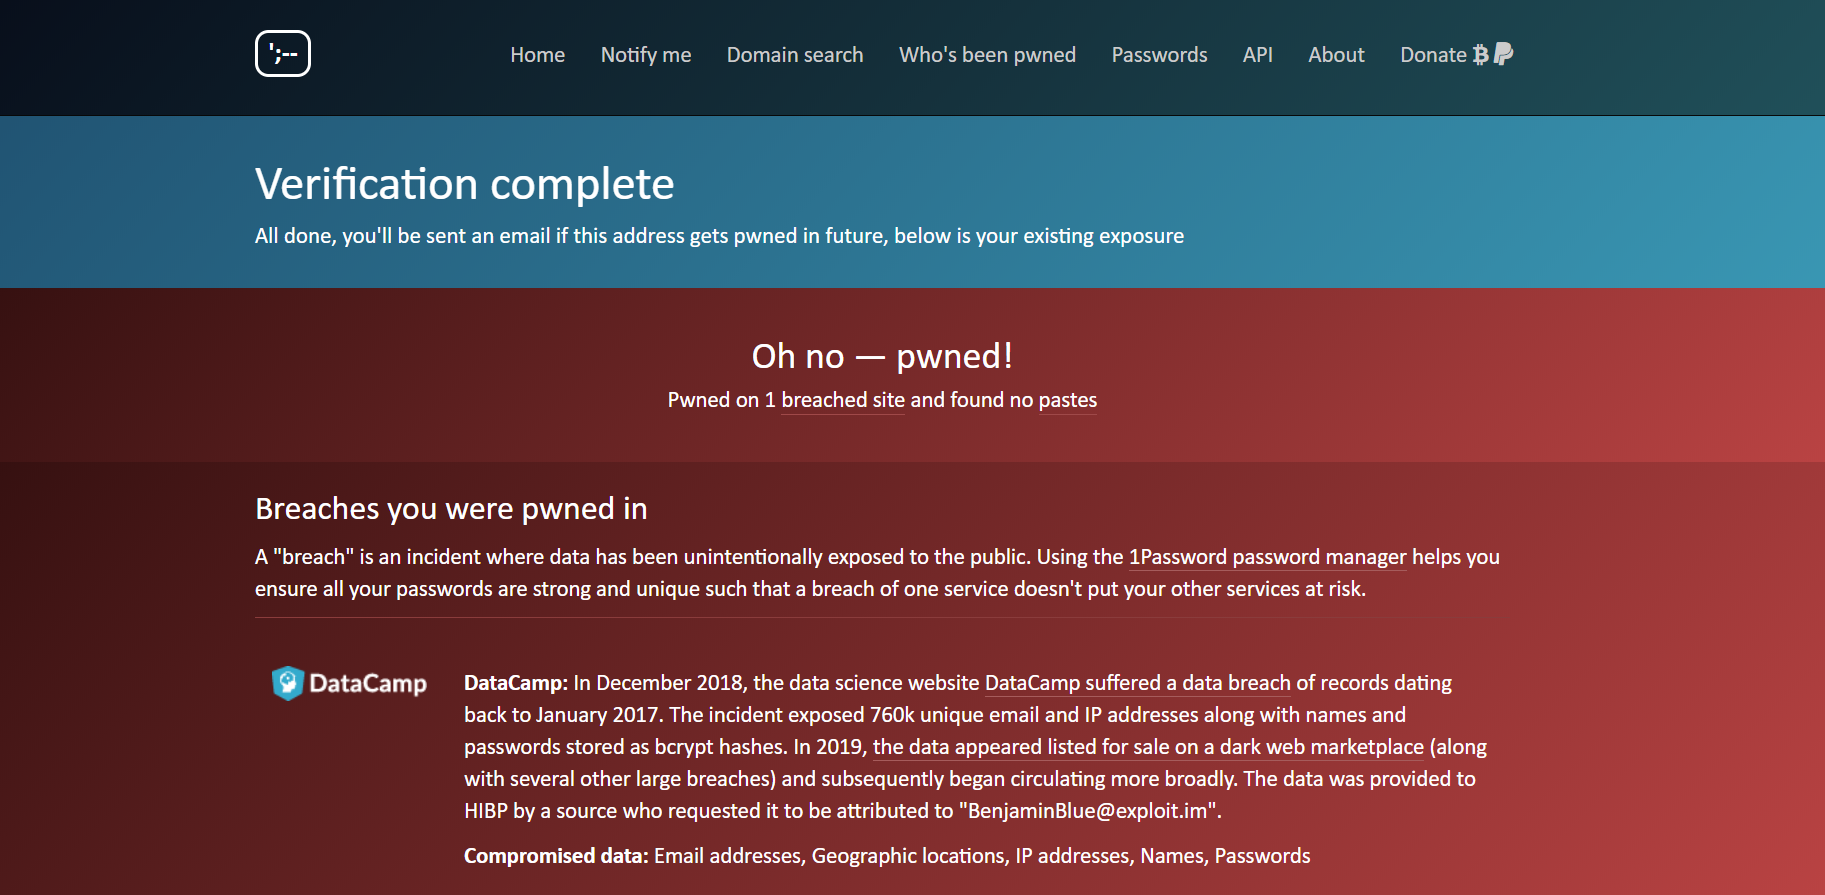 ';--
Home Notify me Domain search Who's been pwned Passwords API About Donate
Verification complete
All done, you'll be sent an email if this address gets pwned in future, below is your existing exposure
Oh no — pwned!
Pwned on 1 breached site and found no pastes
Breaches you were pwned in
A "breach" is an incident where data has been unintentionally exposed to the public. Using the 1Password password manager helps you
ensure all your passwords are strong and unique such that a breach of one service doesn't put your other services at risk.
DataCamp
DataCamp: In December 2018, the data science website DataCamp suffered a data breach of records dating
back to January 2017. The incident exposed 760k unique email and IP addresses along with names and
passwords stored as bcrypt hashes. In 2019, the data appeared listed for sale on a dark web marketplace (along
with several other large breaches) and subsequently began circulating more broadly. The data was provided to
HIBP by a source who requested it to be attributed to "BenjaminBlue@exploit.im".
Compromised data: Email addresses, Geographic locations, IP addresses, Names, Passwords